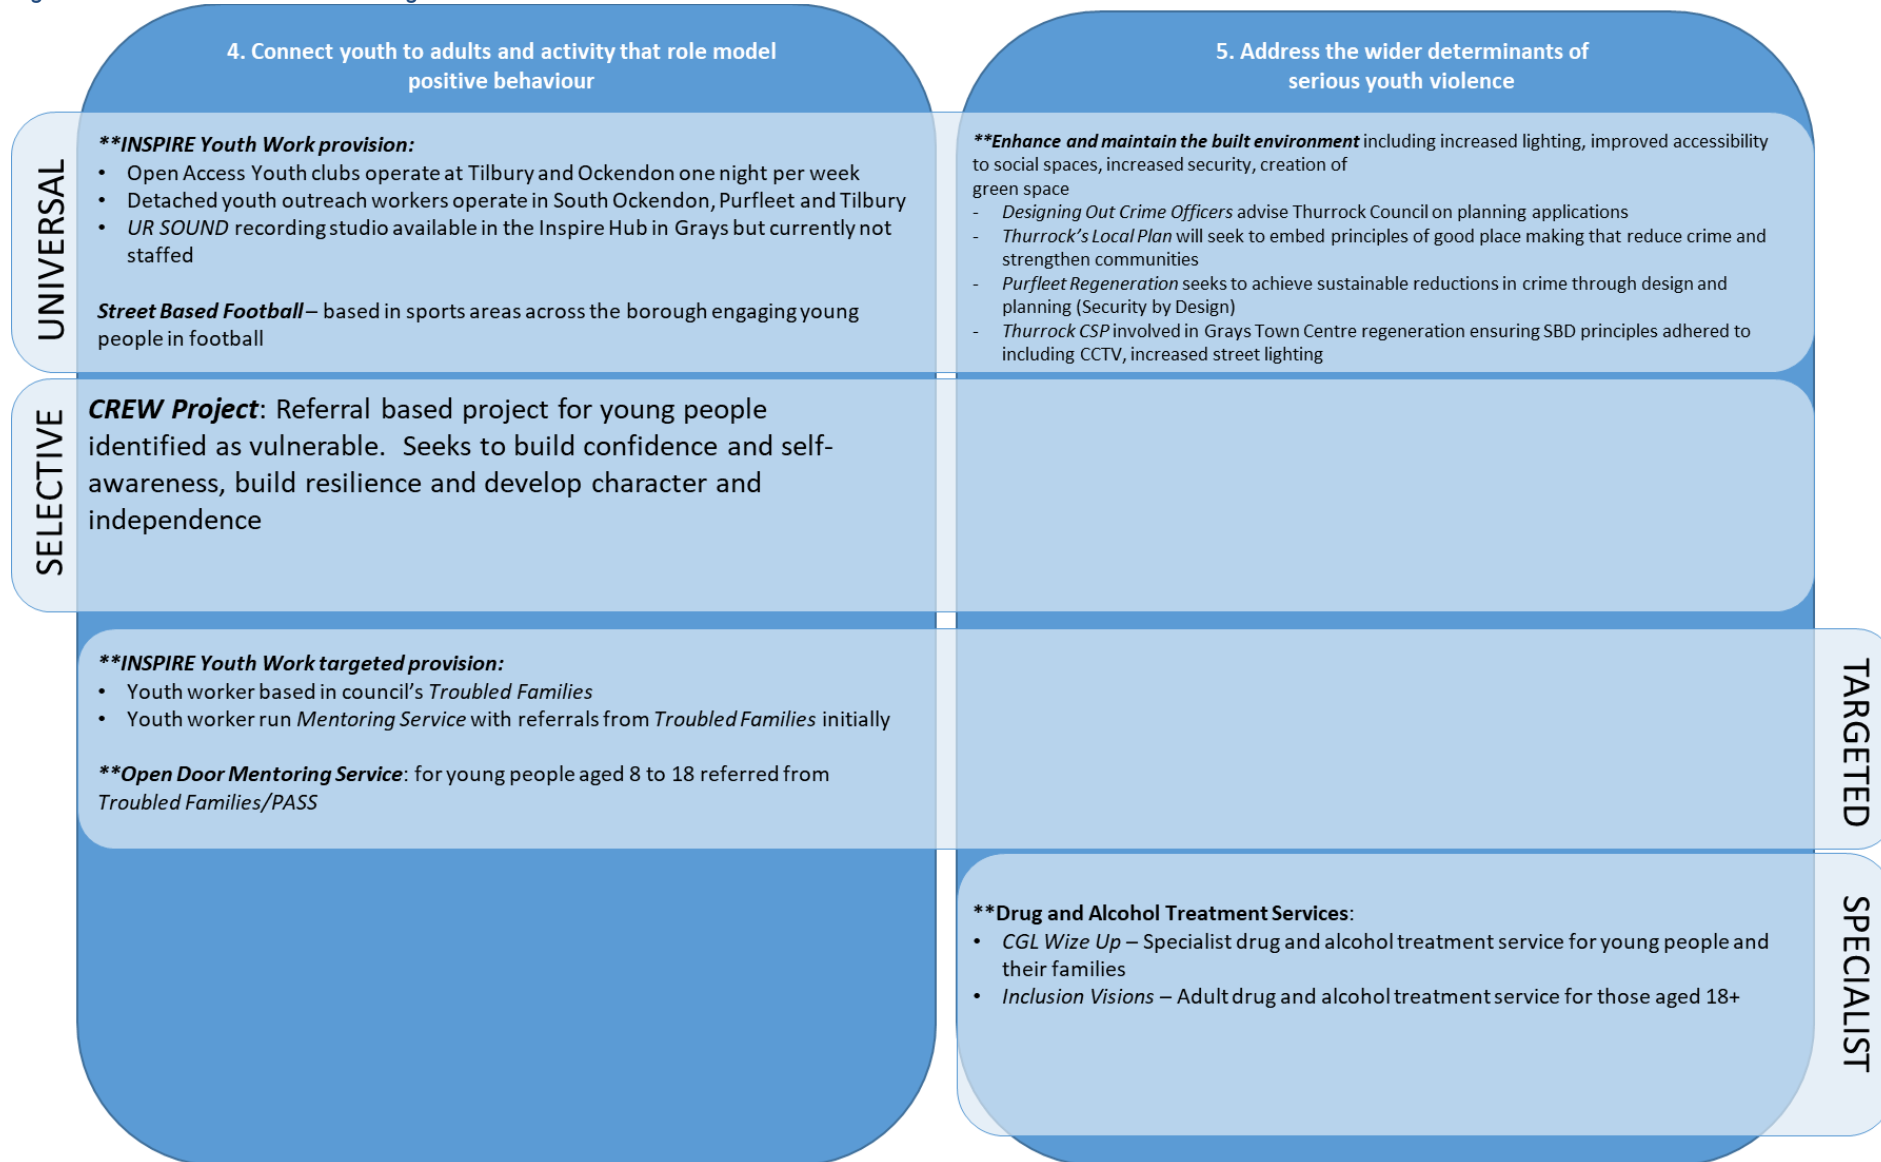 4. Connect youth to adults and activity that role model
positive behaviour
5. Address the wider determinants of
serious youth violence
UNIVERSAL
**INSPIRE Youth Work provision:
• Open Access Youth clubs operate at Tilbury and Ockendon one night per week
• Detached youth outreach workers operate in South Ockendon, Purfleet and Tilbury
• UR SOUND recording studio available in the Inspire Hub in Grays but currently not
staffed
Street Based Football – based in sports areas across the borough engaging young
people in football
**Enhance and maintain the built environment including increased lighting, improved accessibility
to social spaces, increased security, creation of
green space
- Designing Out Crime Officers advise Thurrock Council on planning applications
- Thurrock's Local Plan will seek to embed principles of good place making that reduce crime and
strengthen communities
- Purfleet Regeneration seeks to achieve sustainable reductions in crime through design and
planning (Security by Design)
- Thurrock CSP involved in Grays Town Centre regeneration ensuring SBD principles adhered to
including CCTV, increased street lighting
SELECTIVE
CREW Project: Referral based project for young people
identified as vulnerable. Seeks to build confidence and self-
awareness, build resilience and develop character and
independence
TARGETED
**INSPIRE Youth Work targeted provision:
• Youth worker based in council's Troubled Families
• Youth worker run Mentoring Service with referrals from Troubled Families initially
**Open Door Mentoring Service: for young people aged 8 to 18 referred from
Troubled Families/PASS
SPECIALIST
**Drug and Alcohol Treatment Services:
• CGL Wize Up – Specialist drug and alcohol treatment service for young people and
their families
• Inclusion Visions – Adult drug and alcohol treatment service for those aged 18+